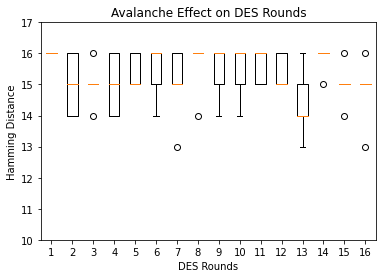 Avalanche Effect on DES Rounds
17
16
15
14
13
12
11
10
Hamming Distance
1 2 3 4 5 6 7 8 9 10 11 12 13 14 15 16
DES Rounds